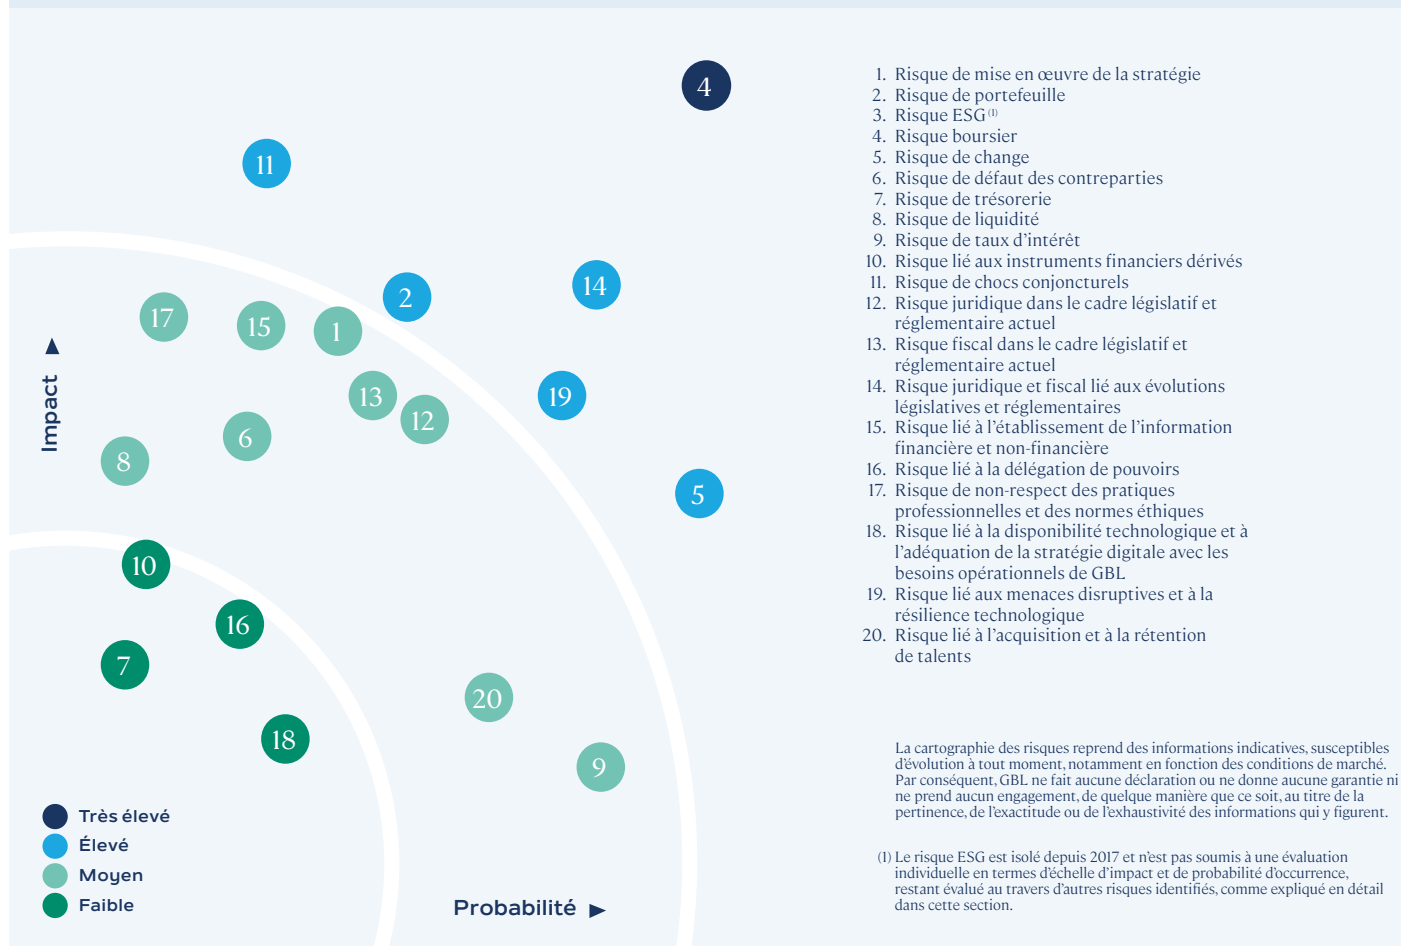 4
11
2
14
17
15
1
13
12
19
6
8
5
10
16
7
18
20
9
Impact
Probabilité
Très élevé
Élevé
Moyen
Faible
1. Risque de mise en œuvre de la stratégie
2. Risque de portefeuille
3. Risque ESG (1)
4. Risque boursier
5. Risque de change
6. Risque de défaut des contreparties
7. Risque de trésorerie
8. Risque de liquidité
9. Risque de taux d’intérêt
10. Risque lié aux instruments financiers dérivés
11. Risque de chocs conjoncturels
12. Risque juridique dans le cadre législatif et
réglementaire actuel
13. Risque fiscal dans le cadre législatif et
réglementaire actuel
14. Risque juridique et fiscal lié aux évolutions
législatives et réglementaires
15. Risque lié à l’établissement de l’information
financière et non-financière
16. Risque lié à la délégation de pouvoirs
17. Risque de non-respect des pratiques
professionnelles et des normes éthiques
18. Risque lié à la disponibilité technologique et à
l’adéquation de la stratégie digitale avec les
besoins opérationnels de GBL
19. Risque lié aux menaces disruptives et à la
résilience technologique
20. Risque lié à l’acquisition et à la rétention
de talents
La cartographie des risques reprend des informations indicatives, susceptibles
d’évolution à tout moment, notamment en fonction des conditions de marché.
Par conséquent, GBL ne fait aucune déclaration ou ne donne aucune garantie ni
ne prend aucun engagement, de quelque manière que ce soit, au titre de la
pertinence, de l’exactitude ou de l’exhaustivité des informations qui y figurent.
(1) Le risque ESG est isolé depuis 2017 et n’est pas soumis à une évaluation
individuelle en termes d’échelle d’impact et de probabilité d’occurrence,
restant évalué au travers d’autres risques identifiés, comme expliqué en détail
dans cette section.